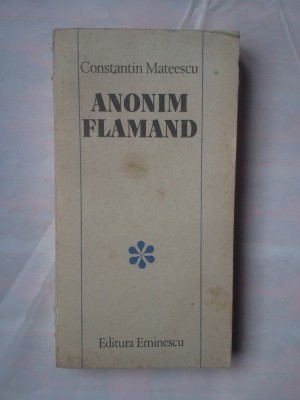 Constantin Mateescu
ANONIM
FLAMAND
Editura Eminescu